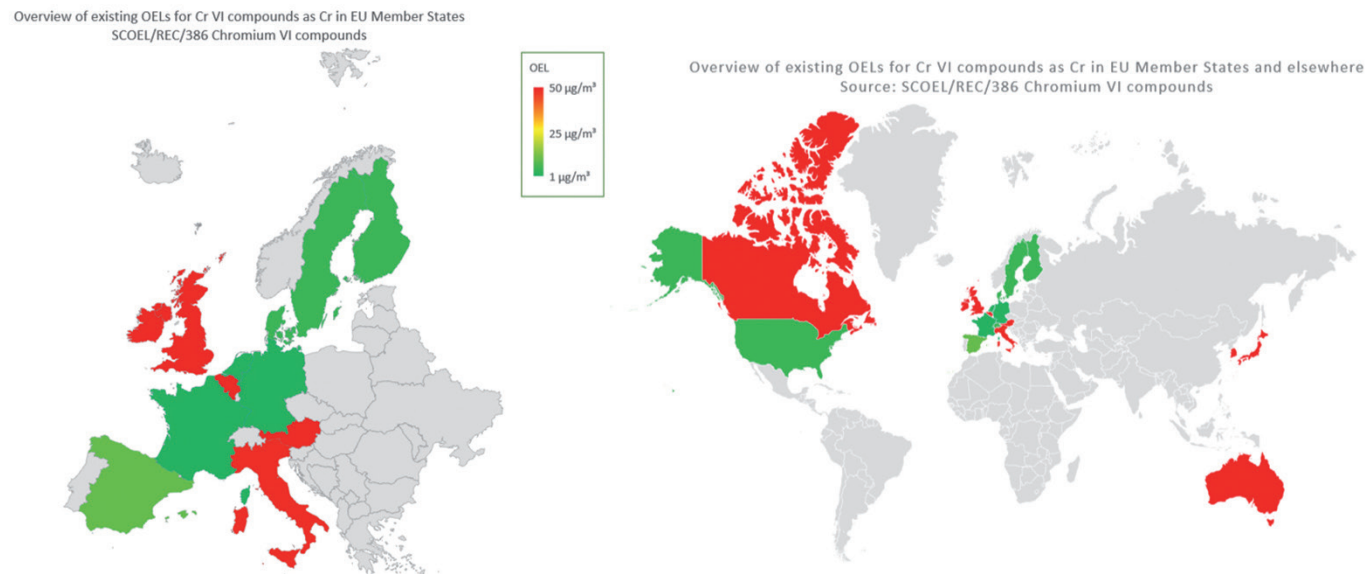 Overview of existing OELs for Cr VI compounds as Cr in EU Member States
SCOEL/REC/386 Chromium VI compounds
OEL
50 µg/m³
25 µg/m³
1 µg/m³
Overview of existing OELs for Cr VI compounds as Cr in EU Member States and elsewhere
Source: SCOEL/REC/386 Chromium VI compounds